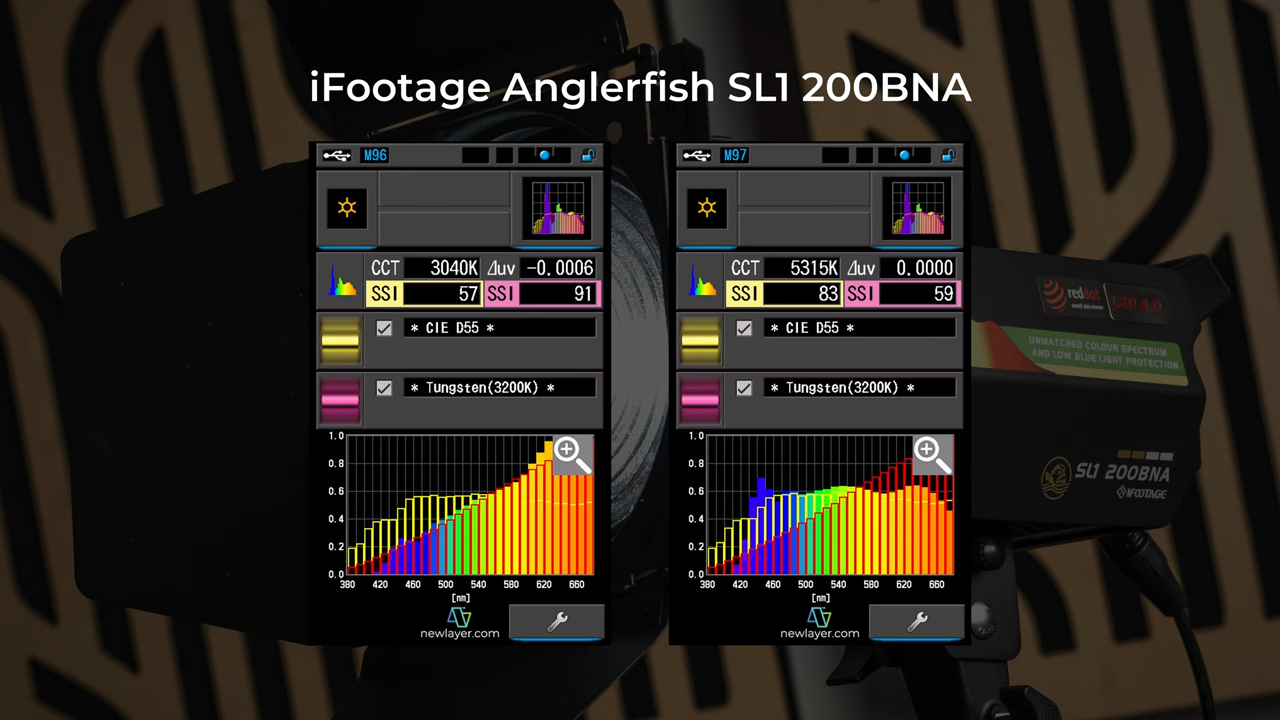 iFootage Anglerfish SL1 200BNA
M96
CCT 3040K Δuv -0.0006
SSI 57 SSI 91
* CIE D55 *
* Tungsten(3200K) *
1.0
0.8
0.6
0.4
0.2
0.0
380 420 460 500 540 580 620 660
[nm]
newlayer.com
M97
CCT 5315K Δuv 0.0000
SSI 83 SSI 59
* CIE D55 *
* Tungsten(3200K) *
1.0
0.8
0.6
0.4
0.2
0.0
380 420 460 500 540 580 620 660
[nm]
newlayer.com
reddot
LED 4.0
UNMATCHED COLOUR SPECTRUM
AND LOW BLUE LIGHT PROTECTION
SL1 200BNA
IFOOTAGE